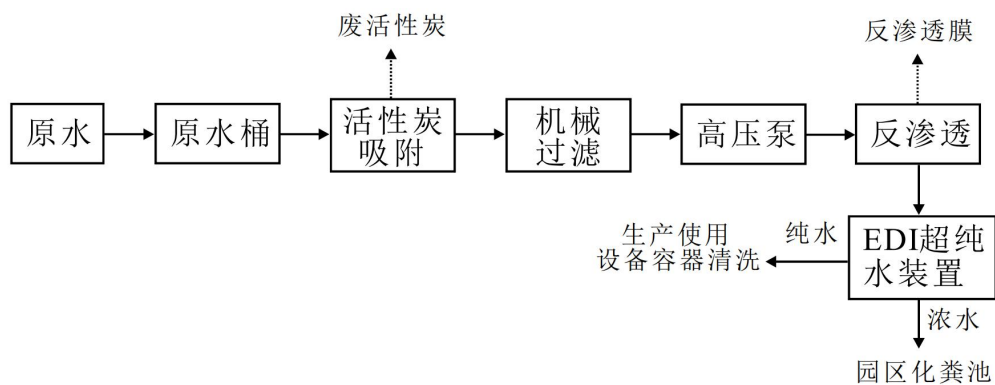 废活性炭
反渗透膜
原水
原水桶
活性炭
吸附
机械
过滤
高压泵
反渗透
生产使用
设备容器清洗
纯水
EDI超纯
水装置
浓水
园区化粪池